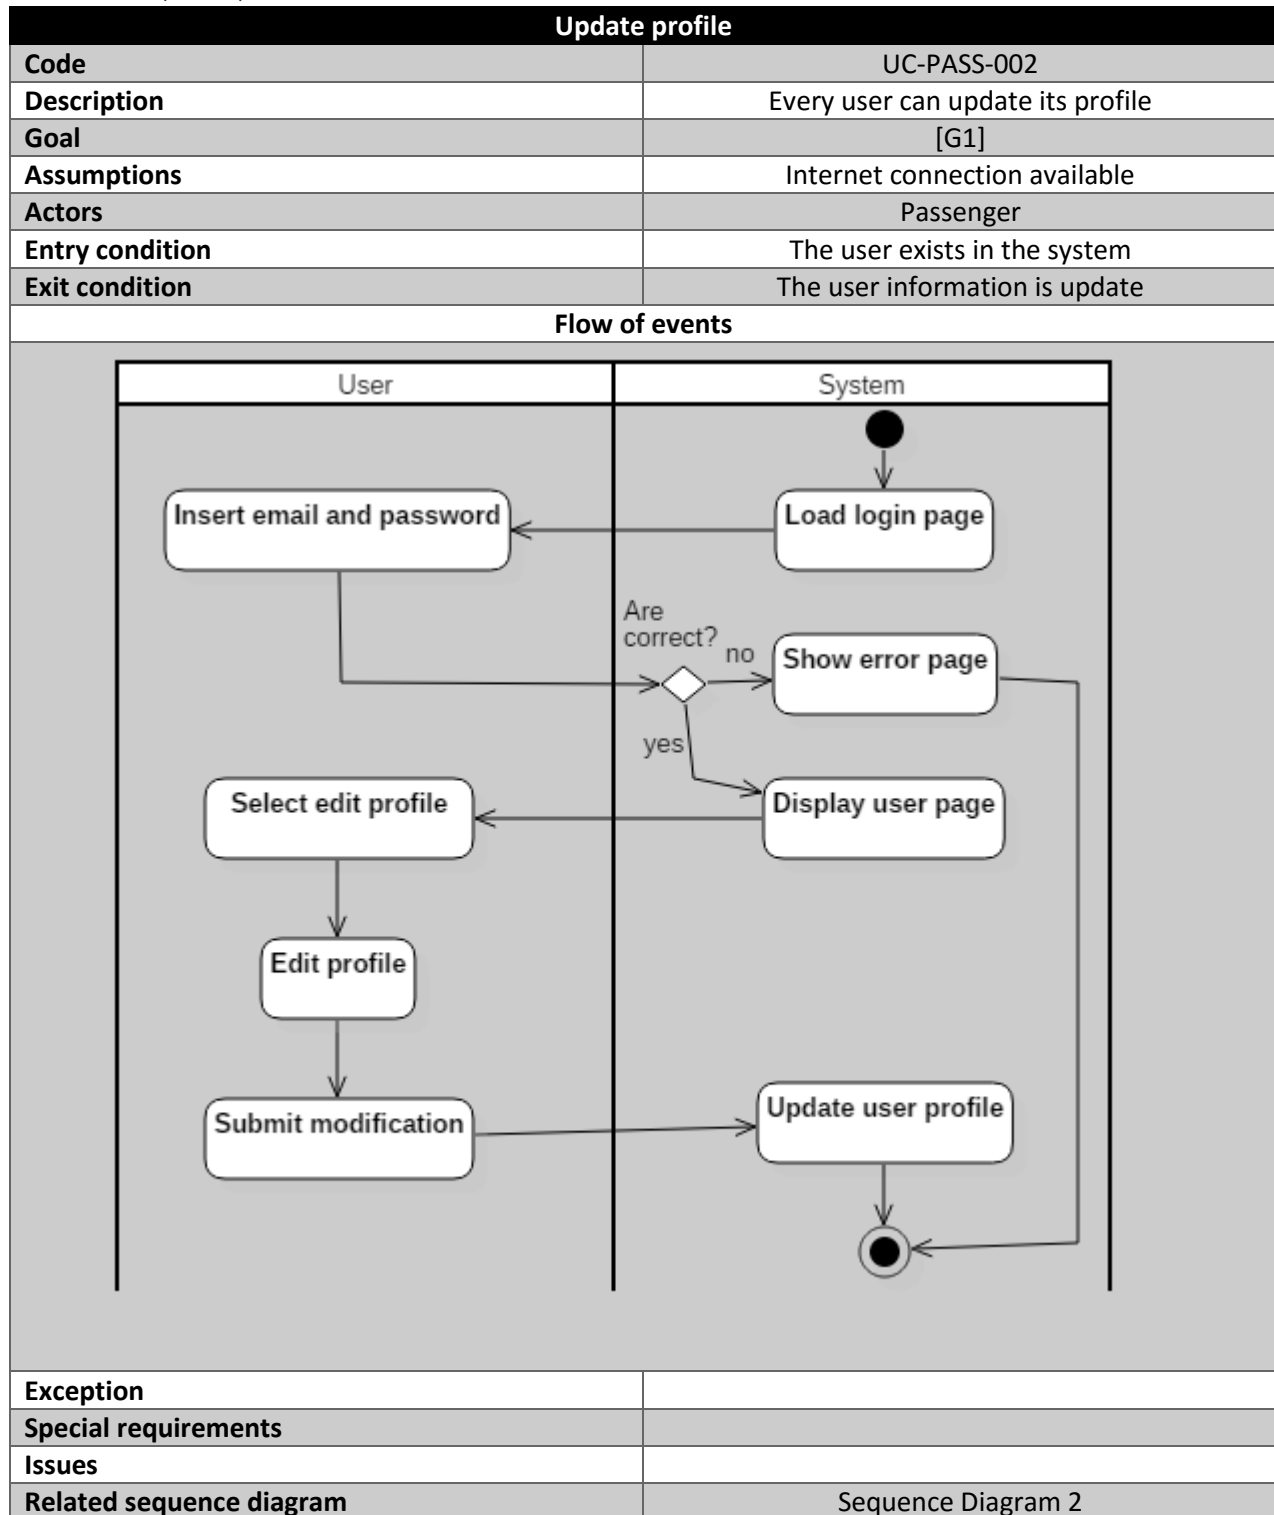 Update profile
Code UC-PASS-002
Description Every user can update its profile
Goal [G1]
Assumptions Internet connection available
Actors Passenger
Entry condition The user exists in the system
Exit condition The user information is update
Flow of events
User System
Insert email and password Load login page
Are
correct?
no Show error page
yes
Select edit profile Display user page
Edit profile
Submit modification Update user profile
Exception
Special requirements
Issues
Related sequence diagram Sequence Diagram 2